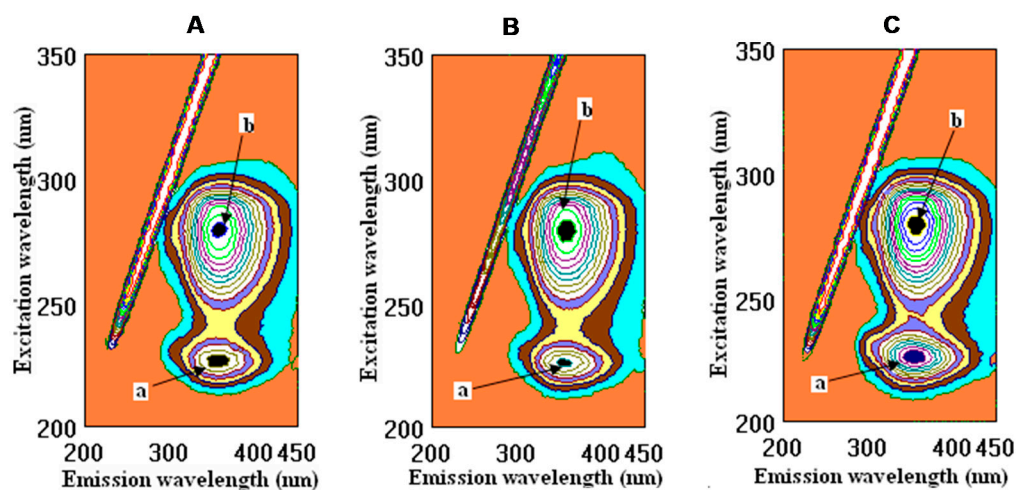 A
350
300
250
200
Excitation wavelength (nm)
b
a
200 300 400 450
Emission wavelength (nm)
B
350
300
250
200
Excitation wavelength (nm)
b
a
200 300 400 450
Emission wavelength (nm)
C
350
300
250
200
Excitation wavelength (nm)
b
a
200 300 400 450
Emission wavelength (nm)